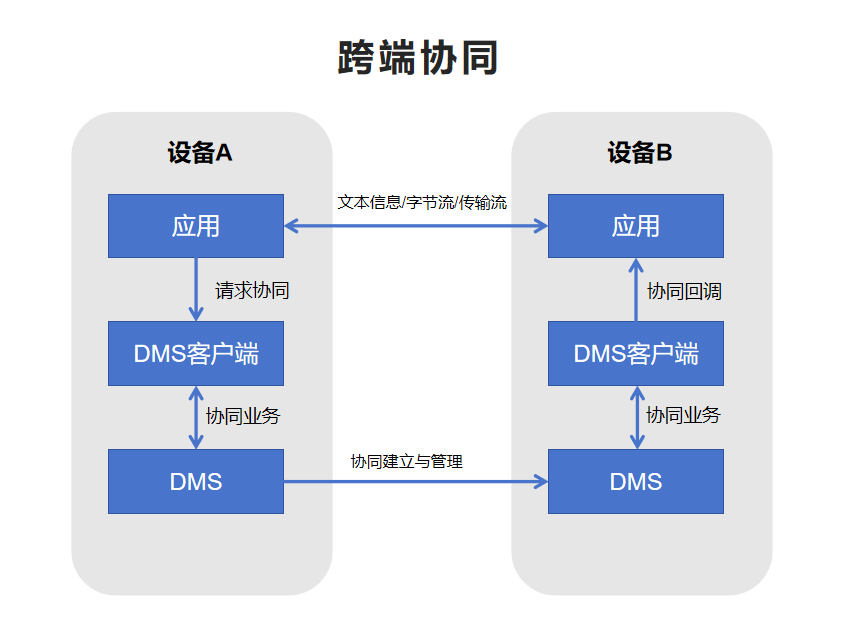 跨端协同
设备A
设备B
应用
文本信息/字节流/传输流
应用
请求协同
协同回调
DMS客户端
DMS客户端
协同业务
协同业务
DMS
协同建立与管理
DMS